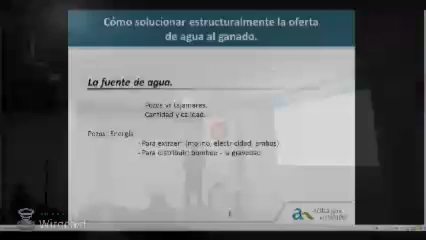 Cómo solucionar estructuralmente la oferta
de agua al ganado.
La fuente de agua.
Pozos vs tajamares.
Cantidad y calidad.
Pozos: Energía
- Para extraer: (molino, electricidad, ambos)
- Para distribuir: bombeo - la gravedad